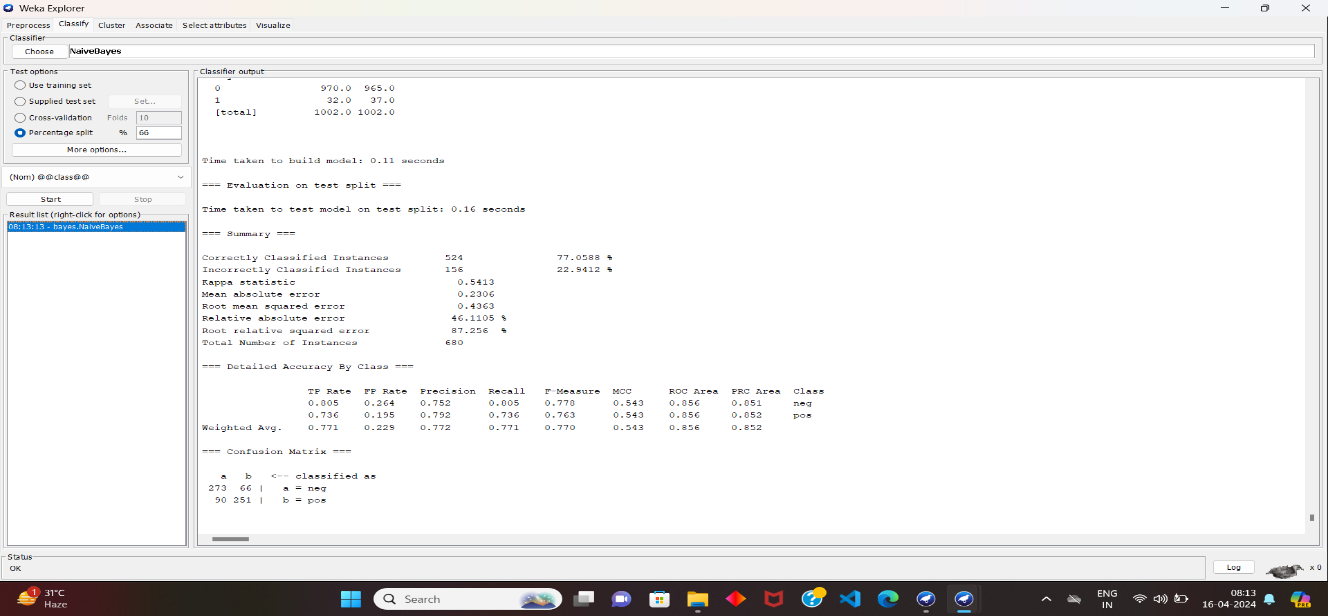 Weka Explorer
Preprocess Classify Cluster Associate Select attributes Visualize
Classifier
Choose NaiveBayes
Test options
Use training set
Supplied test set Set...
Cross-validation Folds 10
Percentage split % 66
More options...
(Nom) @@class@@
Start Stop
Result list (right-click for options)
08:13:13 - bayes.NaiveBayes
Classifier output
0 970.0 965.0
1 32.0 37.0
[total] 1002.0 1002.0
Time taken to build model: 0.11 seconds
=== Evaluation on test split ===
Time taken to test model on test split: 0.16 seconds
=== Summary ===
Correctly Classified Instances 524 77.0588 %
Incorrectly Classified Instances 156 22.9412 %
Kappa statistic 0.5413
Mean absolute error 0.2306
Root mean squared error 0.4363
Relative absolute error 46.1105 %
Root relative squared error 87.256 %
Total Number of Instances 680
=== Detailed Accuracy By Class ===
TP Rate FP Rate Precision Recall F-Measure MCC ROC Area PRC Area Class
0.805 0.264 0.752 0.805 0.778 0.543 0.856 0.851 neg
0.736 0.195 0.792 0.736 0.763 0.543 0.856 0.852 pos
Weighted Avg. 0.771 0.229 0.772 0.771 0.770 0.543 0.856 0.852
=== Confusion Matrix ===
a b <-- classified as
273 66 | a = neg
90 251 | b = pos
Status
OK
Log x 0
1 31°C
Haze
Search
ENG
IN
08:13
16-04-2024
PRE